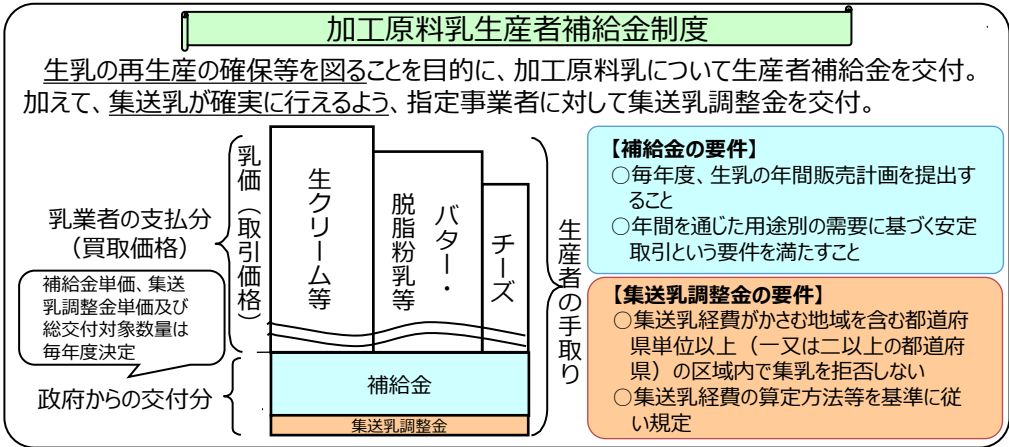 加工原料乳生産者補給金制度
生乳の再生産の確保等を図ることを目的に、加工原料乳について生産者補給金を交付。
加えて、集送乳が確実に行えるよう、指定事業者に対して集送乳調整金を交付。
乳業者の支払分
（買取価格）
乳価（取引価格）
生クリーム等
バター・
脱脂粉乳等
チーズ
生産者の手取り
補給金単価、集送
乳調整金単価及び
総交付対象数量は
毎年度決定
政府からの交付分
補給金
集送乳調整金
【補給金の要件】
○毎年度、生乳の年間販売計画を提出す
ること
○年間を通じた用途別の需要に基づく安定
取引という要件を満たすこと
【集送乳調整金の要件】
○集送乳経費がかさむ地域を含む都道府
県単位以上（一又は二以上の都道府
県）の区域内で集乳を拒否しない
○集送乳経費の算定方法等を基準に従
い規定